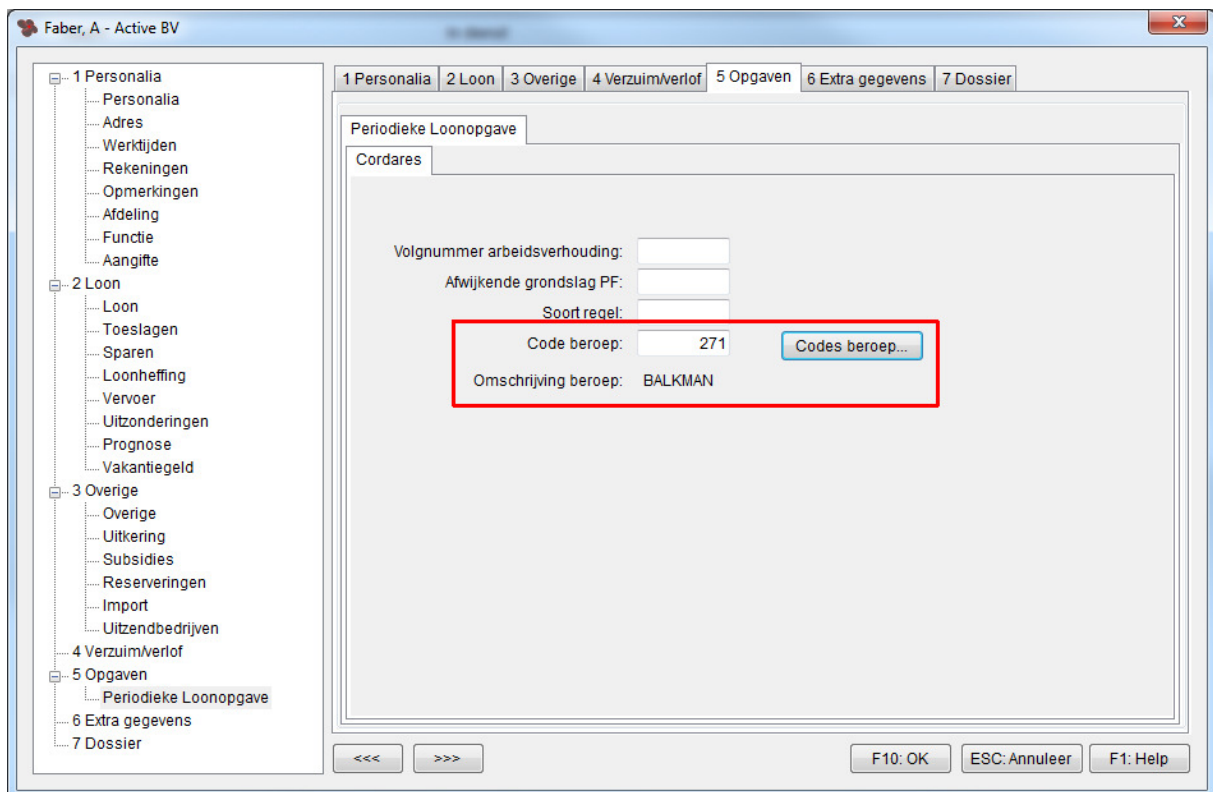 Faber, A - Active BV
1 Personalia
Personalia
Adres
Werktijden
Rekeningen
Opmerkingen
Afdeling
Functie
Aangifte
2 Loon
Loon
Toeslagen
Sparen
Loonheffing
Vervoer
Uitzonderingen
Prognose
Vakantiegeld
3 Overige
Overige
Uitkering
Subsidies
Reserveringen
Import
Uitzendbedrijven
4 Verzuim/verlof
5 Opgaven
Periodieke Loonopgave
6 Extra gegevens
7 Dossier
1 Personalia 2 Loon 3 Overige 4 Verzuim/verlof 5 Opgaven 6 Extra gegevens 7 Dossier
Periodieke Loonopgave
Cordares
Volgnummer arbeidsverhouding:
Afwijkende grondslag PF:
Soort regel:
Code beroep: 271 Codes beroep...
Omschrijving beroep: BALKMAN
<<< >>> F10: OK ESC: Annuleer F1: Help